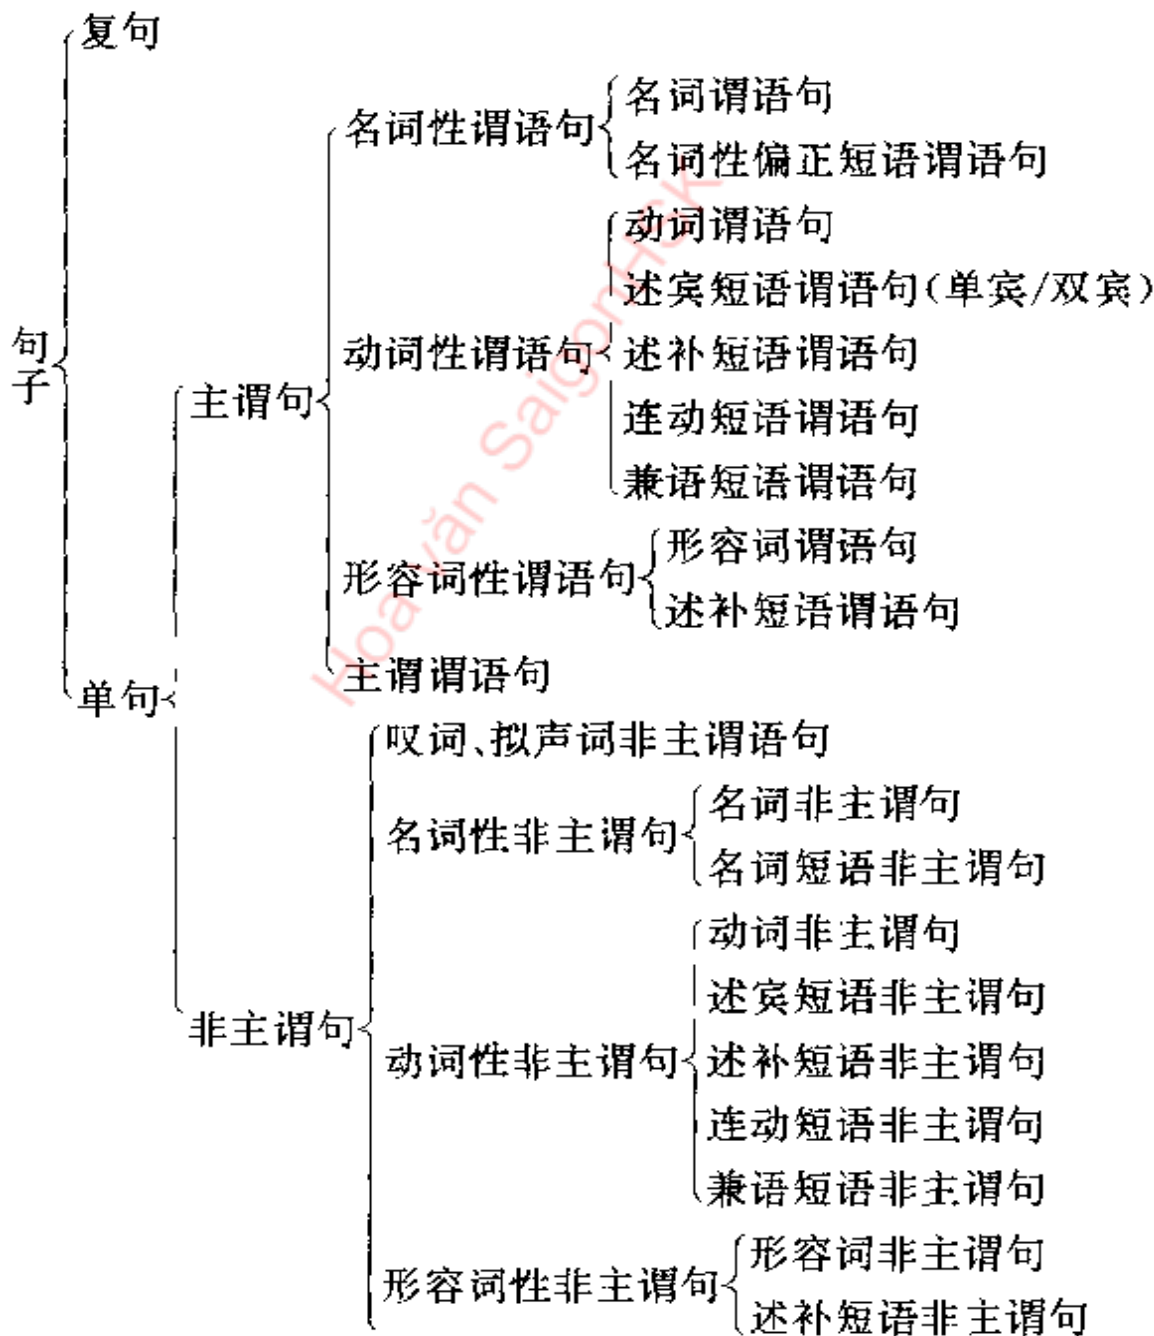 复句
名词谓语句
名词性谓语句
名词性偏正短语谓语句
动词谓语句
述宾短语谓语句(单宾/双宾)
句子
动词性谓语句
述补短语谓语句
主谓句
连动短语谓语句
兼语短语谓语句
形容词谓语句
形容词性谓语句
述补短语谓语句
主谓谓语句
单句
叹词、拟声词非主谓语句
名词非主谓句
名词性非主谓句
名词短语非主谓句
动词非主谓句
述宾短语非主谓句
非主谓句
动词性非主谓句
述补短语非主谓句
连动短语非主谓句
兼语短语非主谓句
形容词非主谓句
形容词性非主谓句
述补短语非主谓句
Hoa văn SaigonHSK